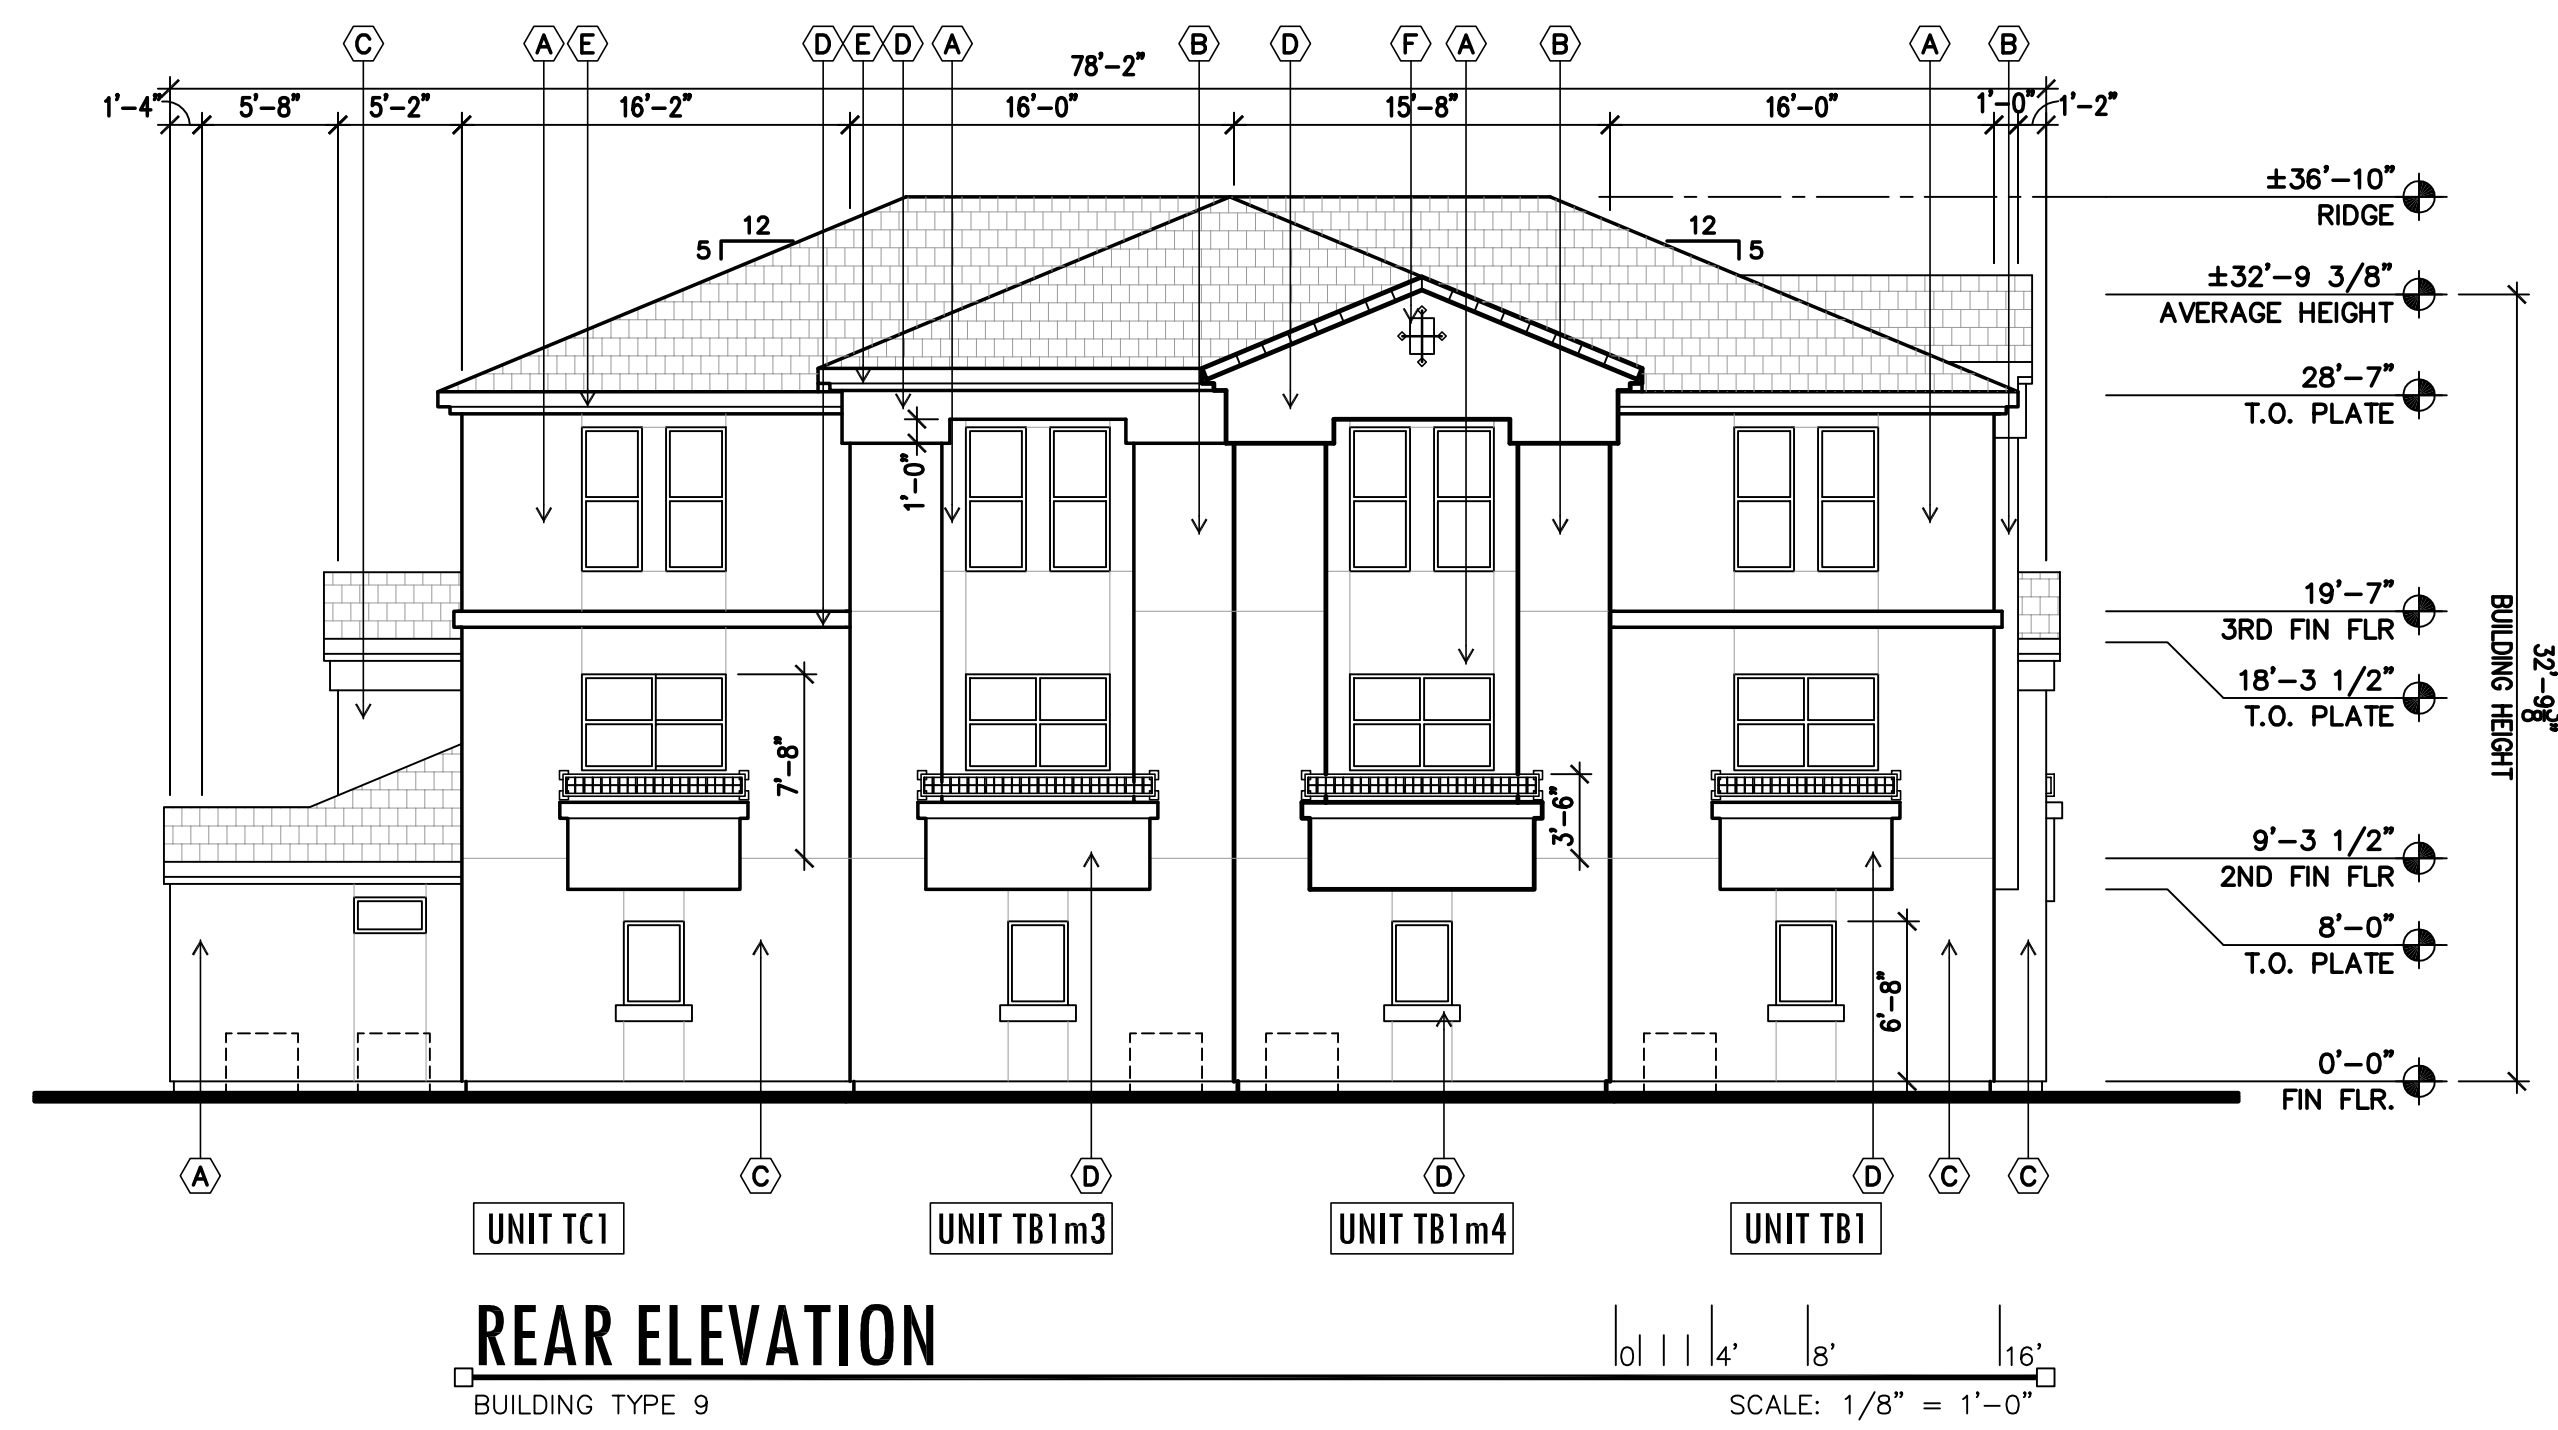 C A E D E D A B D F A B A B
78'-2"
1'-4" 5'-8" 5'-2" 16'-2" 16'-0" 15'-8" 16'-0" 1'-0" 1'-2"
±36'-10"
RIDGE
12
5
12
5
±32'-9 3/8"
AVERAGE HEIGHT
28'-7"
T.O. PLATE
1'-0"
19'-7"
3RD FIN FLR
18'-3 1/2"
T.O. PLATE
BUILDING HEIGHT
32'-9 3/8"
7'-8"
3'-6"
9'-3 1/2"
2ND FIN FLR
8'-0"
T.O. PLATE
6'-8"
0'-0"
FIN FLR.
A C D D D C C
UNIT TC1 UNIT TB1m3 UNIT TB1m4 UNIT TB1
REAR ELEVATION
0 4' 8' 16'
BUILDING TYPE 9
SCALE: 1/8" = 1'-0"